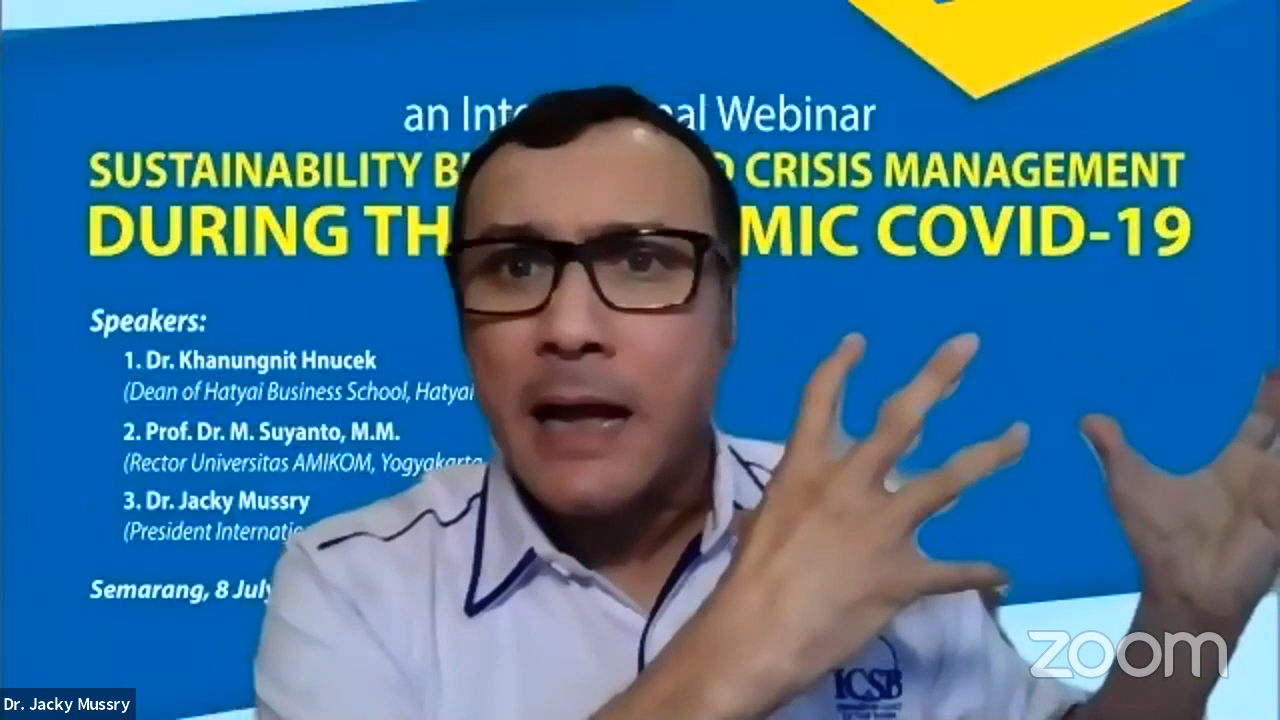 an Inte nal Webinar
SUSTAINABILITY B D CRISIS MANAGEMENT
DURING TH MIC COVID-19
Speakers:
1. Dr. Khanungnit Hnucek
(Dean of Hatyai Business School, Hatyai
2. Prof. Dr. M. Suyanto, M.M.
(Rector Universitas AMIKOM, Yogyakarta
3. Dr. Jacky Mussry
(President Internatio
Semarang, 8 July
ICSB
zoom
Dr. Jacky Mussry